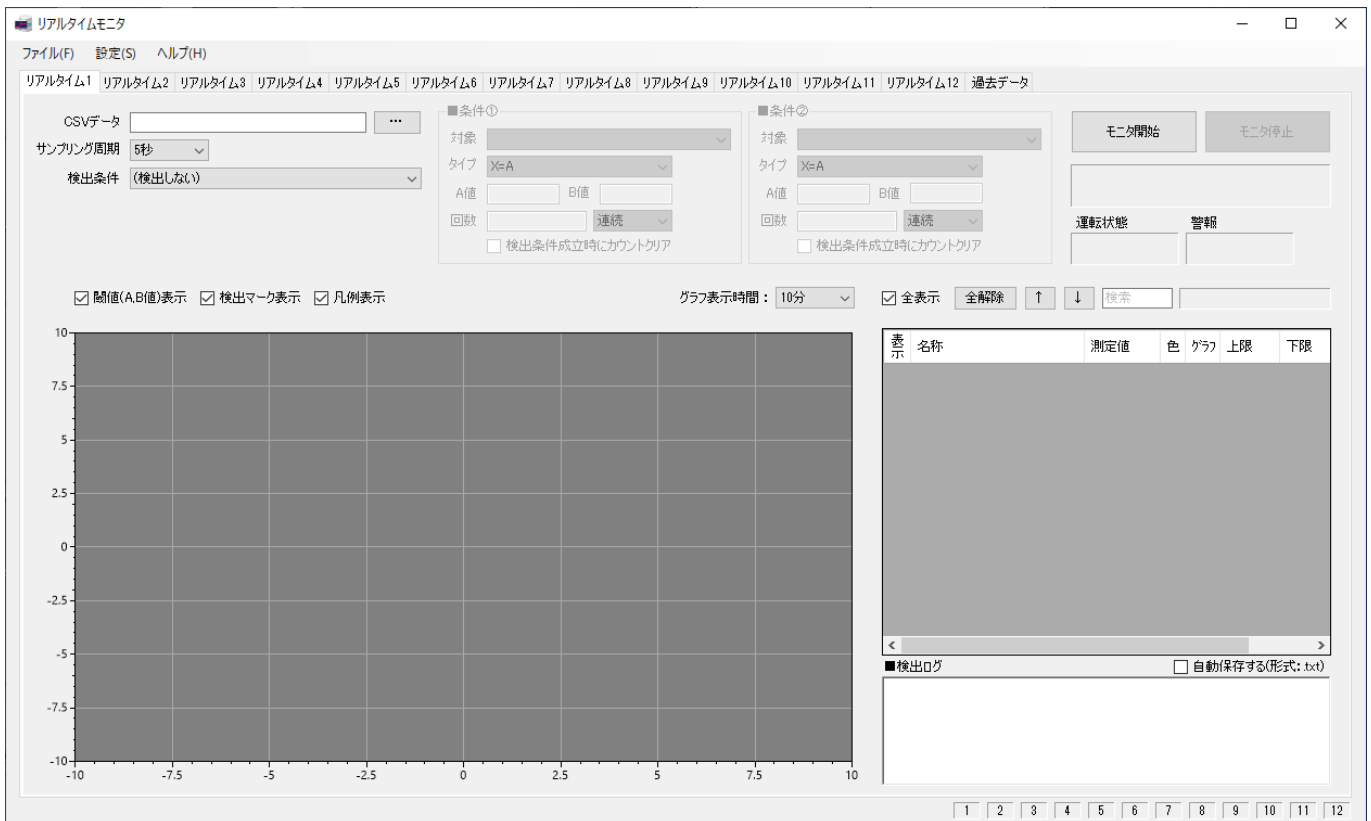 リアルタイムモニタ
ファイル(F) 設定(S) ヘルプ(H)
リアルタイム1 リアルタイム2 リアルタイム3 リアルタイム4 リアルタイム5 リアルタイム6 リアルタイム7 リアルタイム8 リアルタイム9 リアルタイム10 リアルタイム11 リアルタイム12 過去データ
CSVデータ ...
サンプリング周期 5秒
検出条件 (検出しない)
■条件①
対象
タイプ X=A
A値 B値
回数 連続
検出条件成立時にカウントクリア
■条件②
対象
タイプ X=A
A値 B値
回数 連続
検出条件成立時にカウントクリア
モニタ開始 モニタ停止
運転状態 警報
閾値(A,B値)表示 検出マーク表示 凡例表示 グラフ表示時間： 10分
全表示 全解除 ↑ ↓ 検索
10
7.5
5
2.5
0
-2.5
-5
-7.5
-10
-10 -7.5 -5 -2.5 0 2.5 5 7.5 10
表示 名称 測定値 色 グラフ 上限 下限
■検出ログ 自動保存する(形式:.txt)
1 2 3 4 5 6 7 8 9 10 11 12